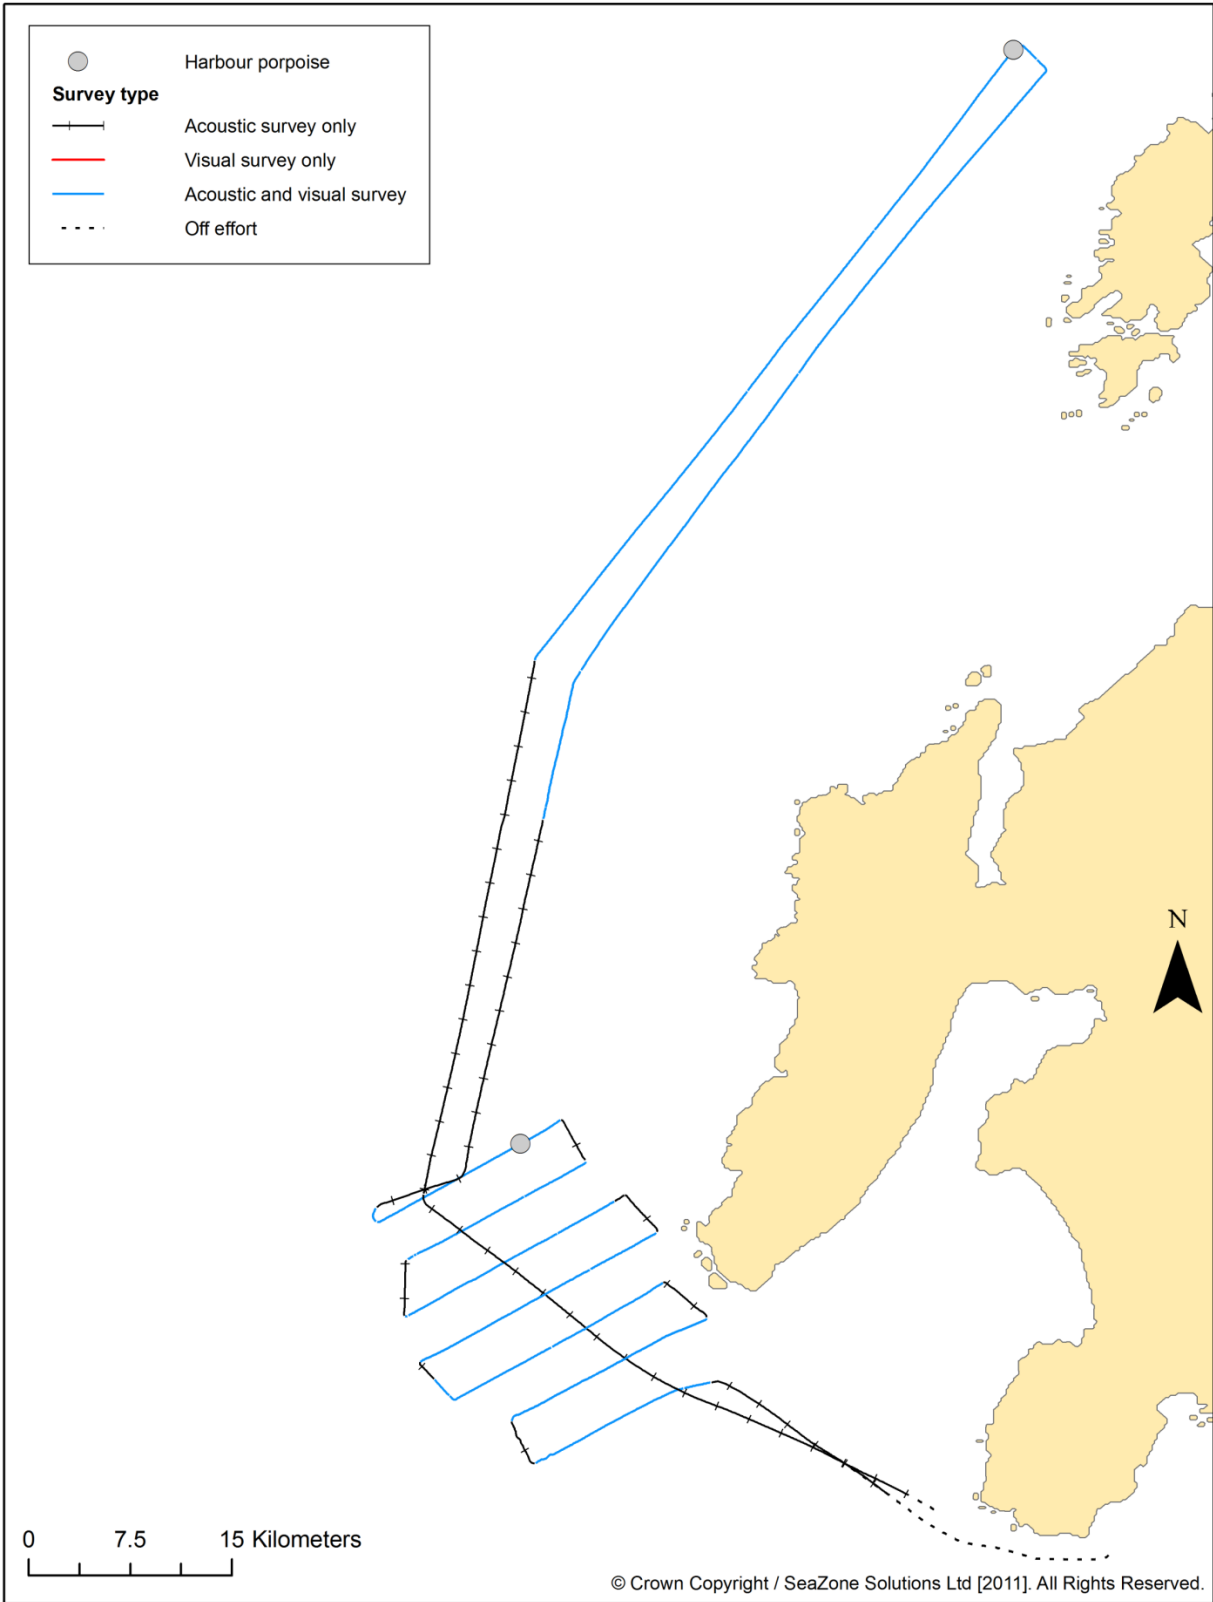 Harbour porpoise
Survey type
Acoustic survey only
Visual survey only
Acoustic and visual survey
Off effort
N
0 7.5 15 Kilometers
© Crown Copyright / SeaZone Solutions Ltd [2011]. All Rights Reserved.